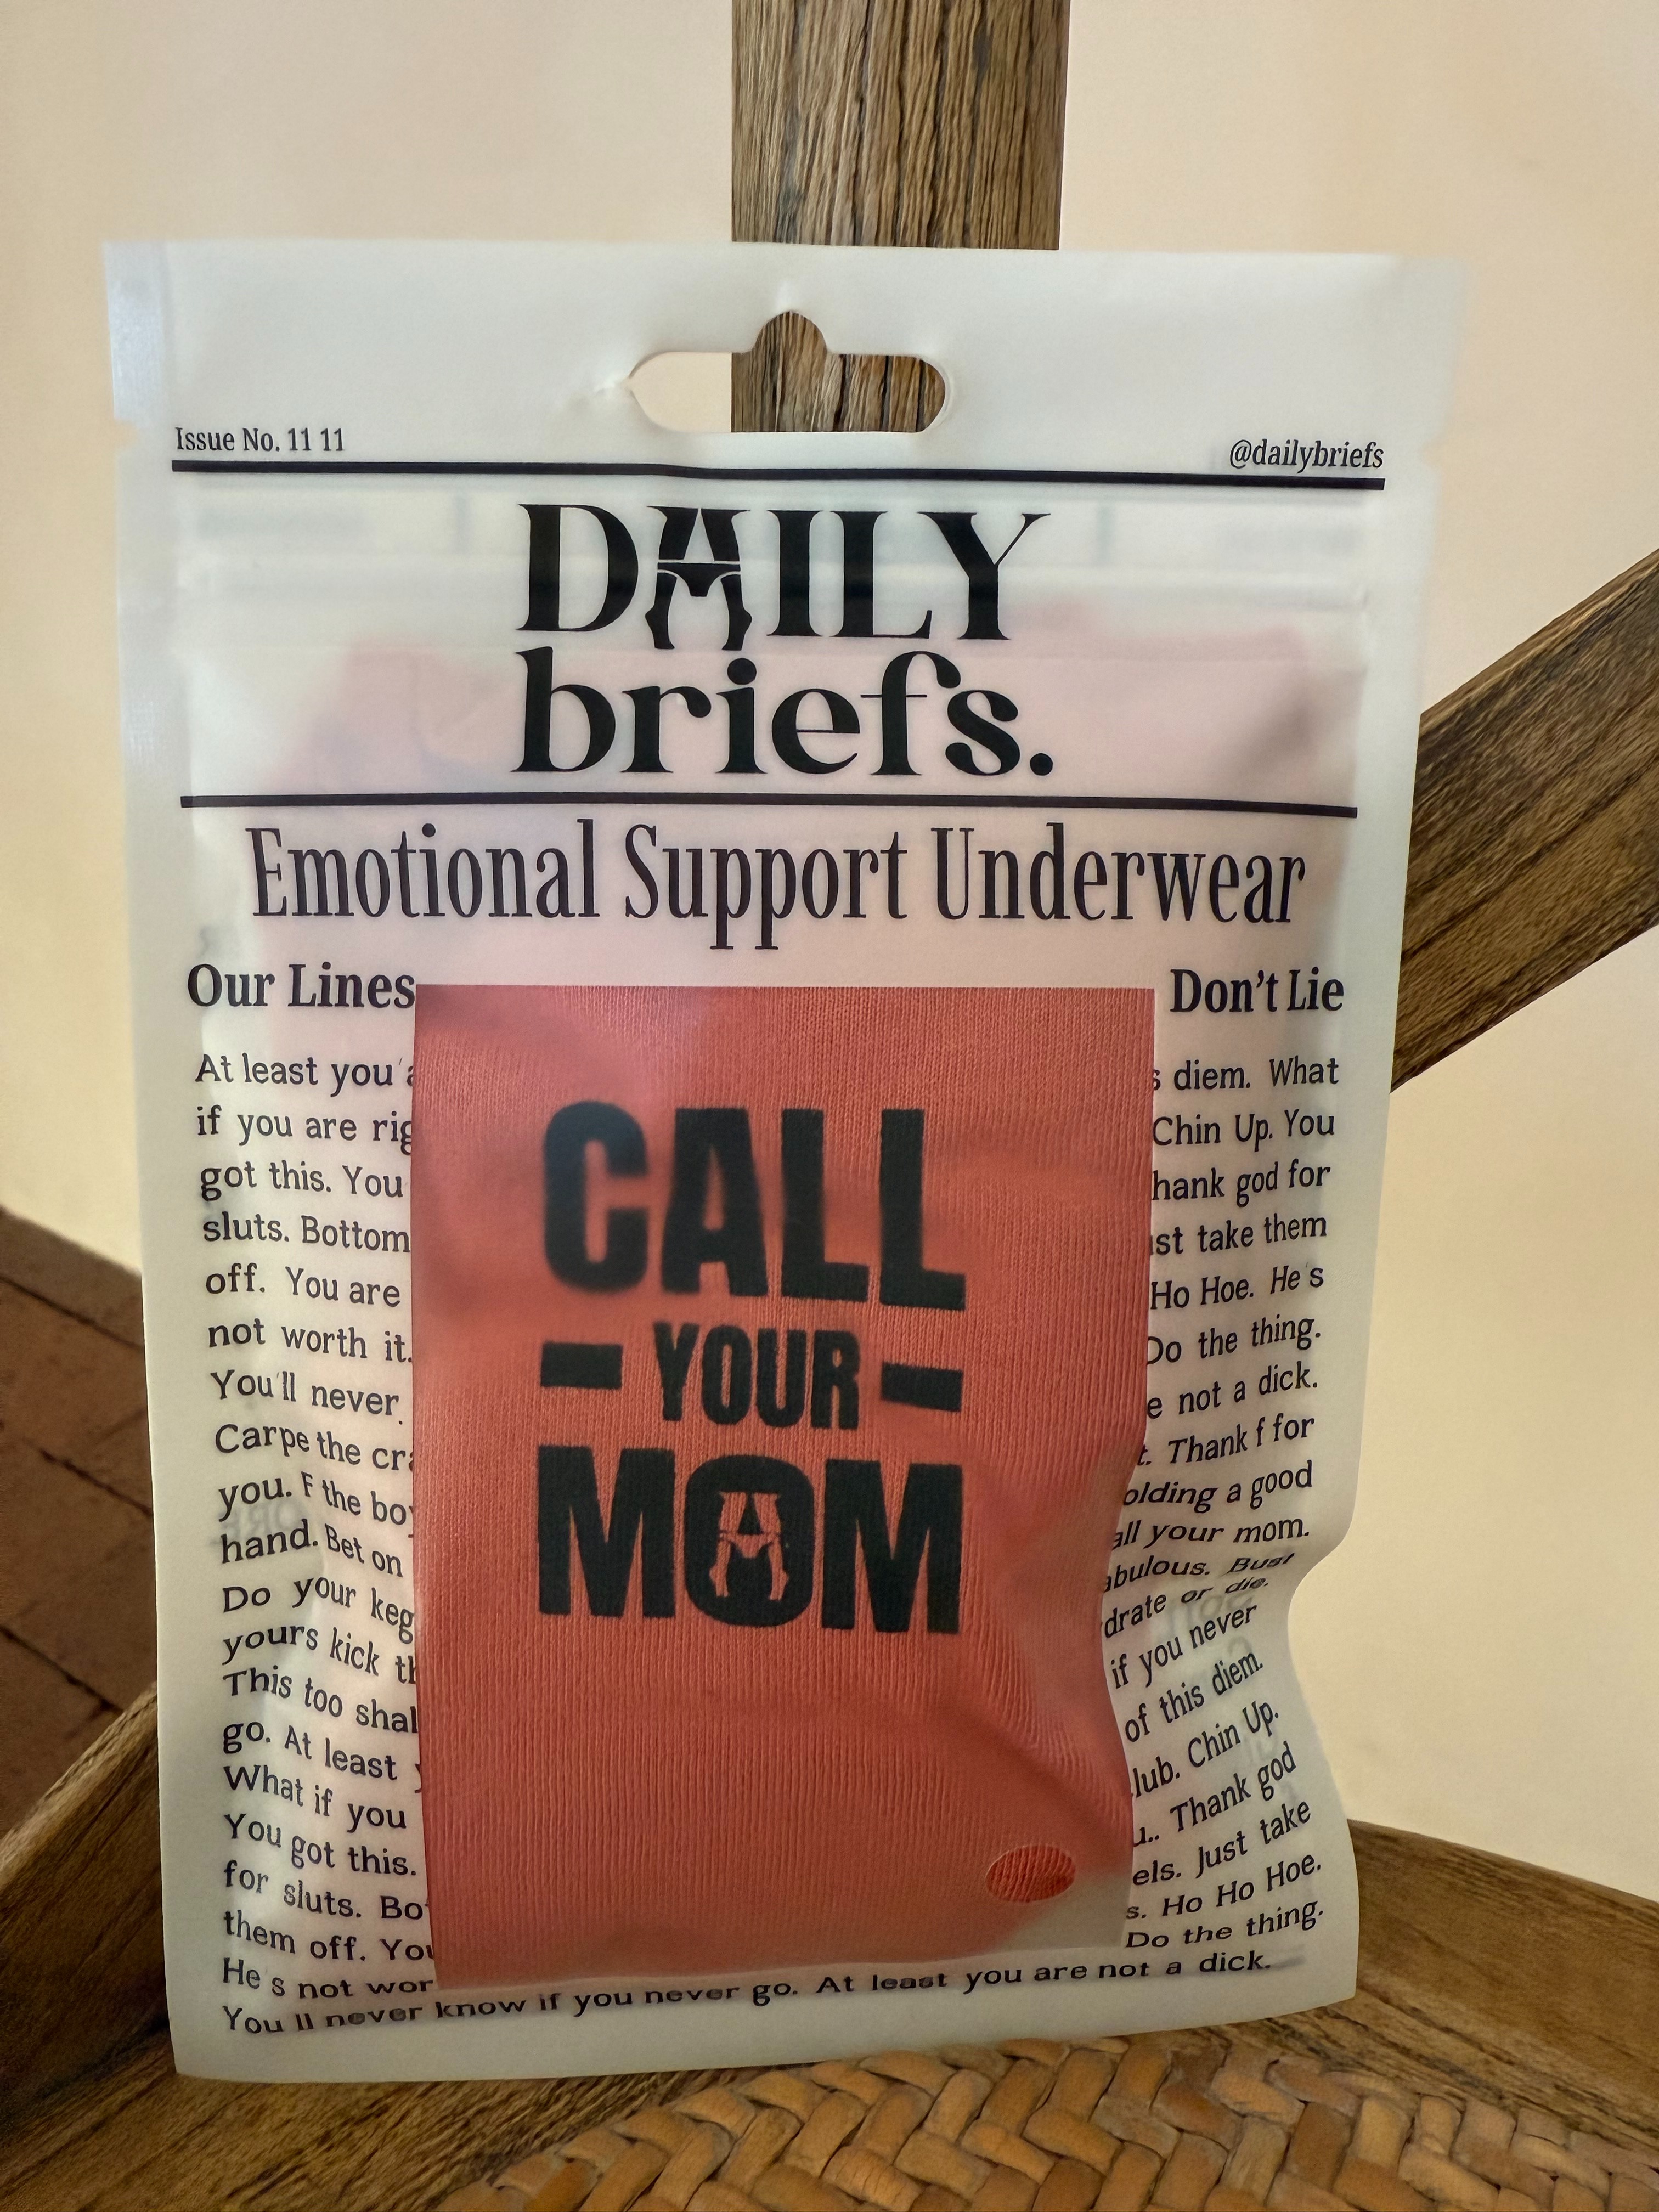 Issue No. 11 11
@dailybriefs
DAILY
briefs.
Emotional Support Underwear
Our Lines
Don't Lie
At least you
if you are
got this. You
sluts. Bottom
off. You are
not worth it.
You'll never
Carpe the
you. F the
hand. Bet on
Do your
yours kick
This too
go. At least
What if you
You got this.
for sluts.
them off.
He s not
You ll never know if you never go. At least you are not a dick.
CALL
- YOUR -
MOM
diem. What
Chin Up. You
god for
take them
Ho Hoe. He's
Do the thing.
not a dick.
Thank f for
a good
your mom.
Bust
or die.
if you never
of this diem.
Chin Up.
Thank god
Just take
Ho Ho Hoe.
Do the thing.